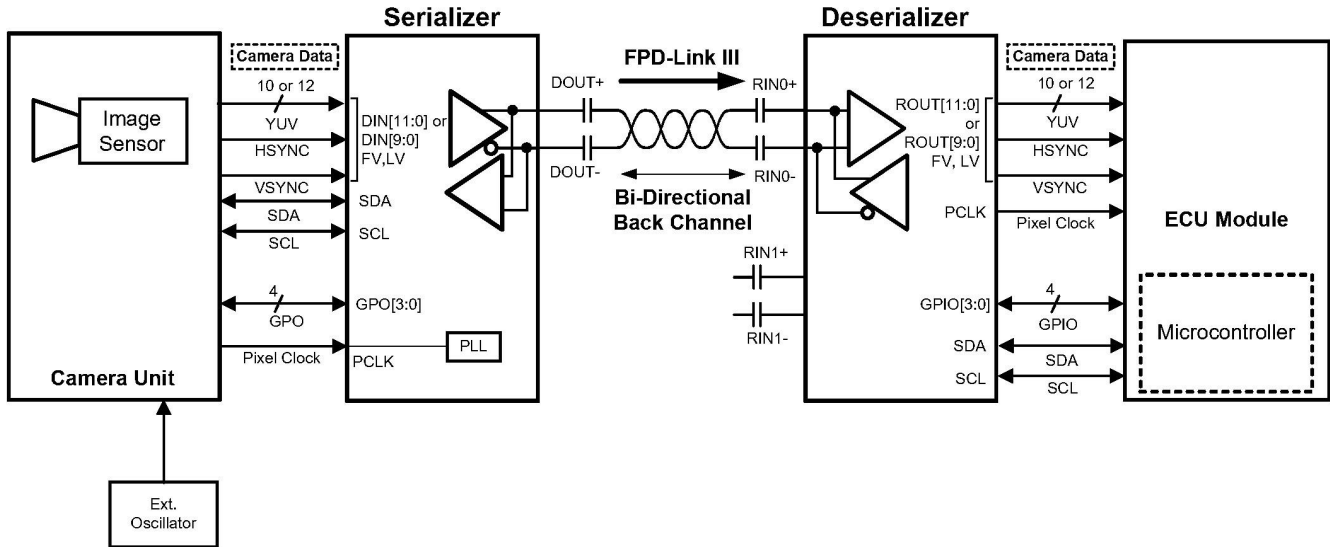 Serializer
Deserializer
Camera Data
10 or 12
YUV
HSYNC
VSYNC
SDA
SCL
4
GPO
Pixel Clock
Image
Sensor
Camera Unit
Ext.
Oscillator
DIN[11:0] or
DIN[9:0]
FV,LV
SDA
SCL
GPO[3:0]
PCLK
PLL
DOUT+
DOUT-
FPD-Link III
Bi-Directional
Back Channel
RIN0+
RIN0-
RIN1+
RIN1-
ROUT[11:0]
or
ROUT[9:0]
FV, LV
PCLK
GPIO[3:0]
SDA
SCL
Camera Data
10 or 12
YUV
HSYNC
VSYNC
Pixel Clock
4
GPIO
SDA
SCL
ECU Module
Microcontroller